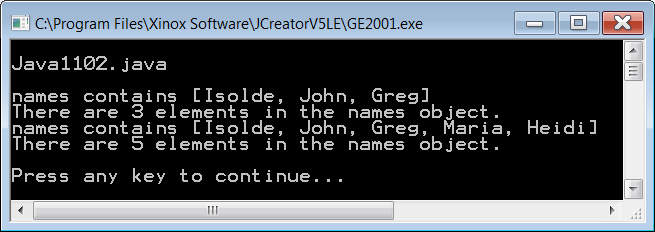 C:\Program Files\Xinox Software\JCreatorV5LE\GE2001.exe
Java1102.java
names contains [Isolde, John, Greg]
There are 3 elements in the names object.
names contains [Isolde, John, Greg, Maria, Heidi]
There are 5 elements in the names object.
Press any key to continue...